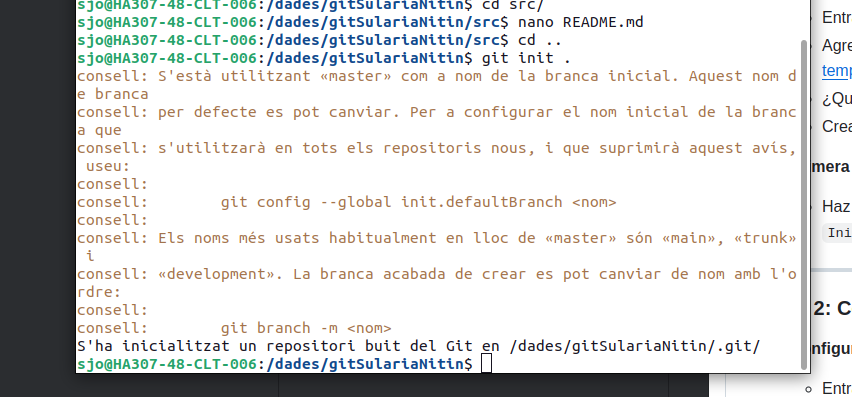 sjo@HA307-48-CLT-006:/dades/gitSulariaNitin$ cd src/
sjo@HA307-48-CLT-006:/dades/gitSulariaNitin/src$ nano README.md
sjo@HA307-48-CLT-006:/dades/gitSulariaNitin/src$ cd ..
sjo@HA307-48-CLT-006:/dades/gitSulariaNitin$ git init .
consell: S'està utilitzant «master» com a nom de la branca inicial. Aquest nom d
e branca
consell: per defecte es pot canviar. Per a configurar el nom inicial de la branc
a que
consell: s'utilitzarà en tots els repositoris nous, i que suprimirà aquest avís,
 useu:
consell:
consell:        git config --global init.defaultBranch <nom>
consell:
consell: Els noms més usats habitualment en lloc de «master» són «main», «trunk»
 i
consell: «development». La branca acabada de crear es pot canviar de nom amb l'o
rdre:
consell:
consell:        git branch -m <nom>
S'ha inicialitzat un repositori buit del Git en /dades/gitSulariaNitin/.git/
sjo@HA307-48-CLT-006:/dades/gitSulariaNitin$
Entr
Agre
temp
¿Qu
Crea
mera
Haz
Ini
2: C
nfigu
Entr